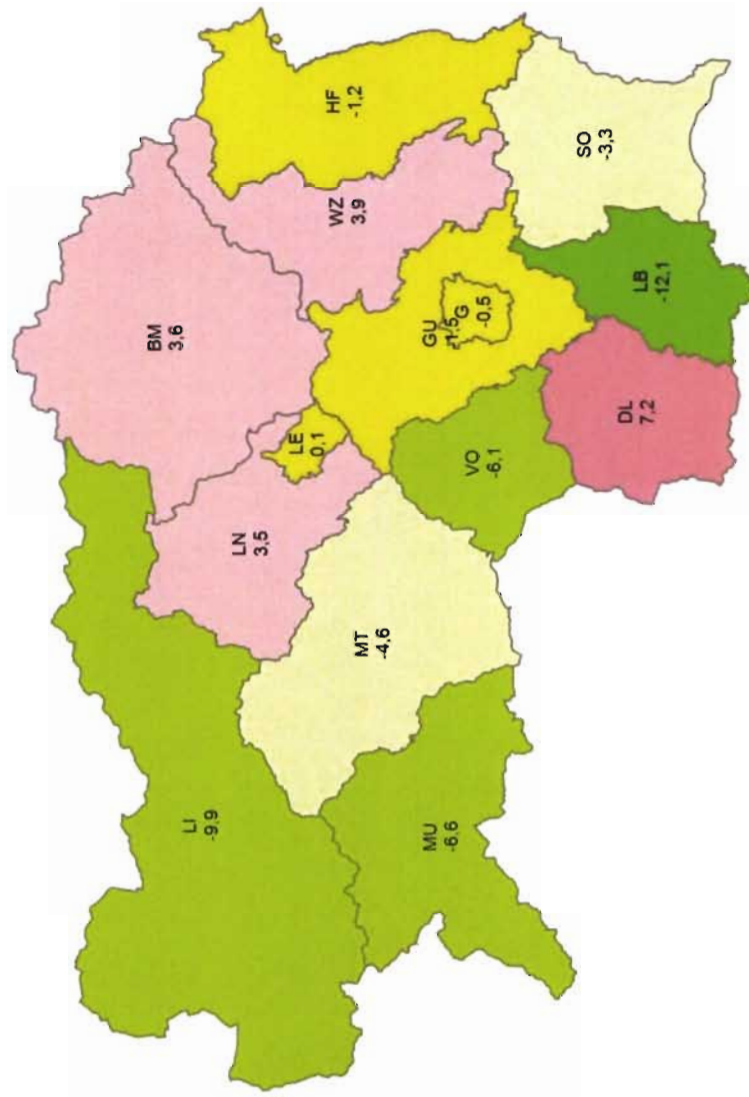 BM
3,6
LI
-9,9
LN
3,5
LE
0,1
WZ
3,9
HF
-1,2
MT
-4,6
MU
-6,6
GU
-1,5
G
-0,5
VO
-6,1
SO
-3,3
DL
7,2
LB
-12,1